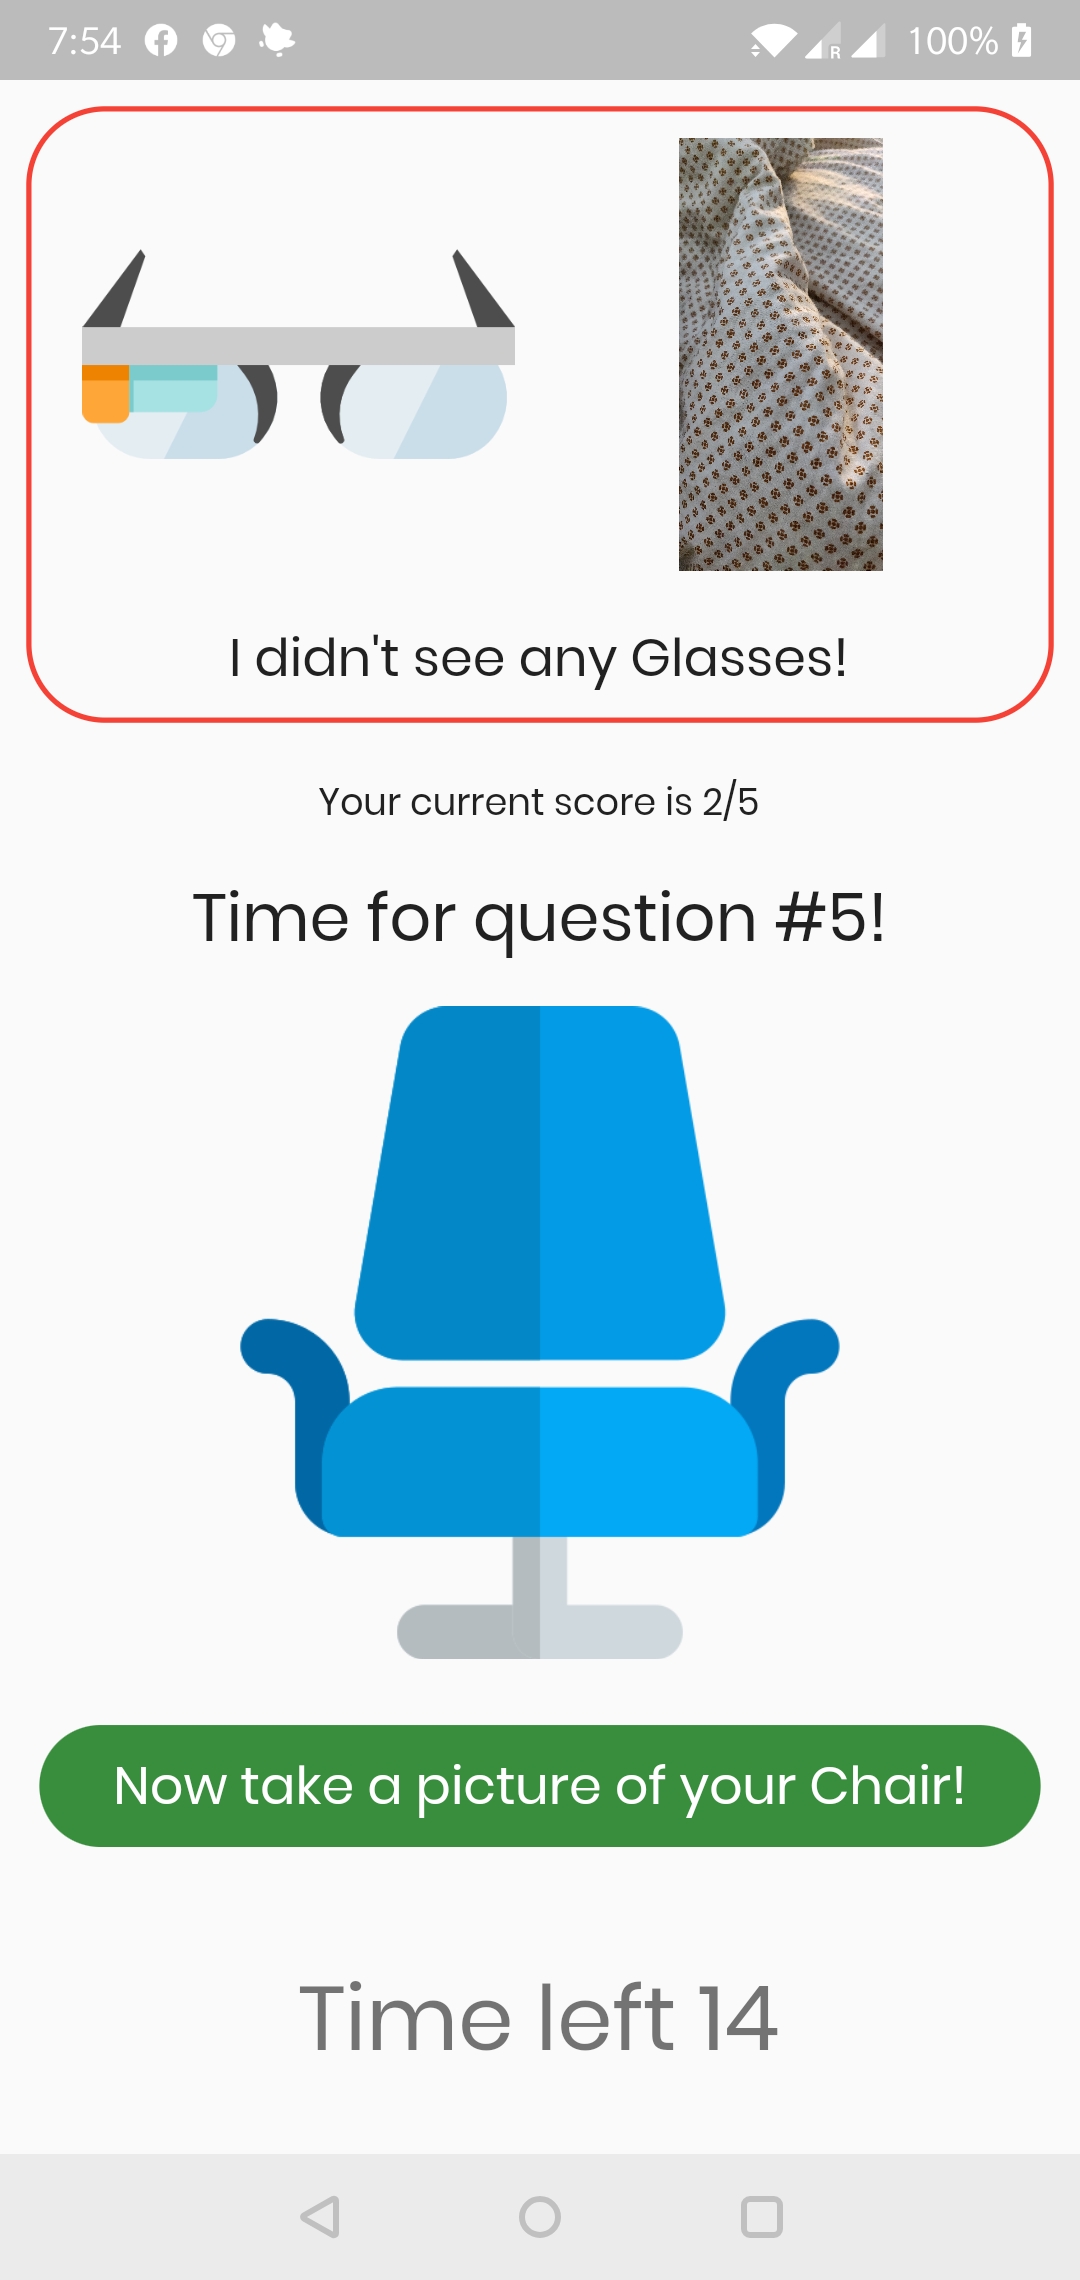 7:54 R 100%
I didn't see any Glasses!
Your current score is 2/5
Time for question #5!
Now take a picture of your Chair!
Time left 14